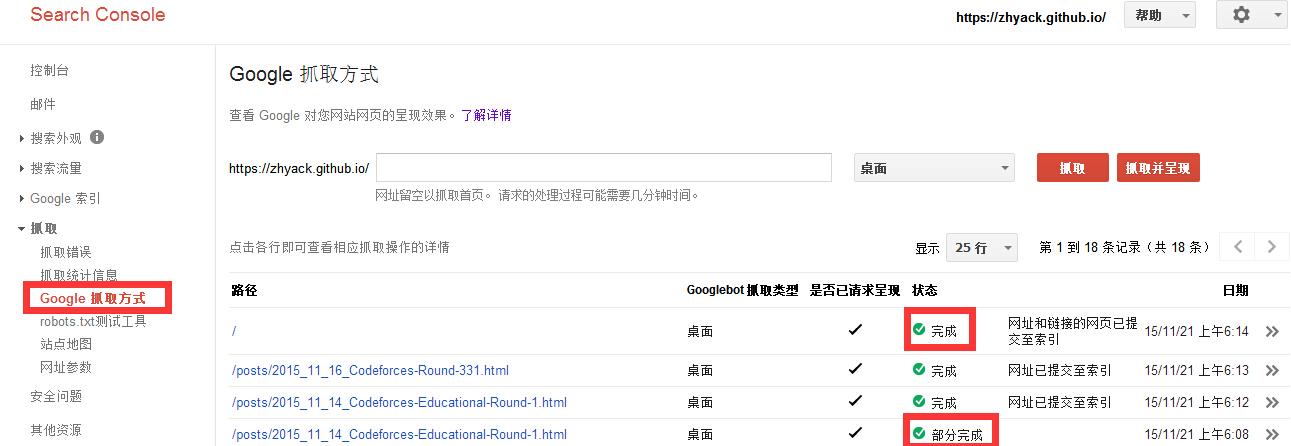 Search Console
https://zhyack.github.io/
帮助
控制台
邮件
搜索外观
搜索流量
Google 索引
抓取
抓取错误
抓取统计信息
Google 抓取方式
robots.txt测试工具
站点地图
网址参数
安全问题
其他资源
Google 抓取方式
查看 Google 对您网站网页的呈现效果。了解详情
https://zhyack.github.io/ 桌面 抓取 抓取并呈现
网址留空以抓取首页。 请求的处理过程可能需要几分钟时间。
点击各行即可查看相应抓取操作的详情 显示 25 行 第 1 到 18 条记录（共 18 条）
路径 Googlebot 抓取类型 是否已请求呈现 状态 日期
/ 桌面 完成 网址和链接的网页已提
交至索引 15/11/21 上午6:14
/posts/2015_11_16_Codeforces-Round-331.html 桌面 完成 网址已提交至索引 15/11/21 上午6:13
/posts/2015_11_14_Codeforces-Educational-Round-1.html 桌面 完成 网址已提交至索引 15/11/21 上午6:12
/posts/2015_11_14_Codeforces-Educational-Round-1.html 桌面 部分完成 15/11/21 上午6:08